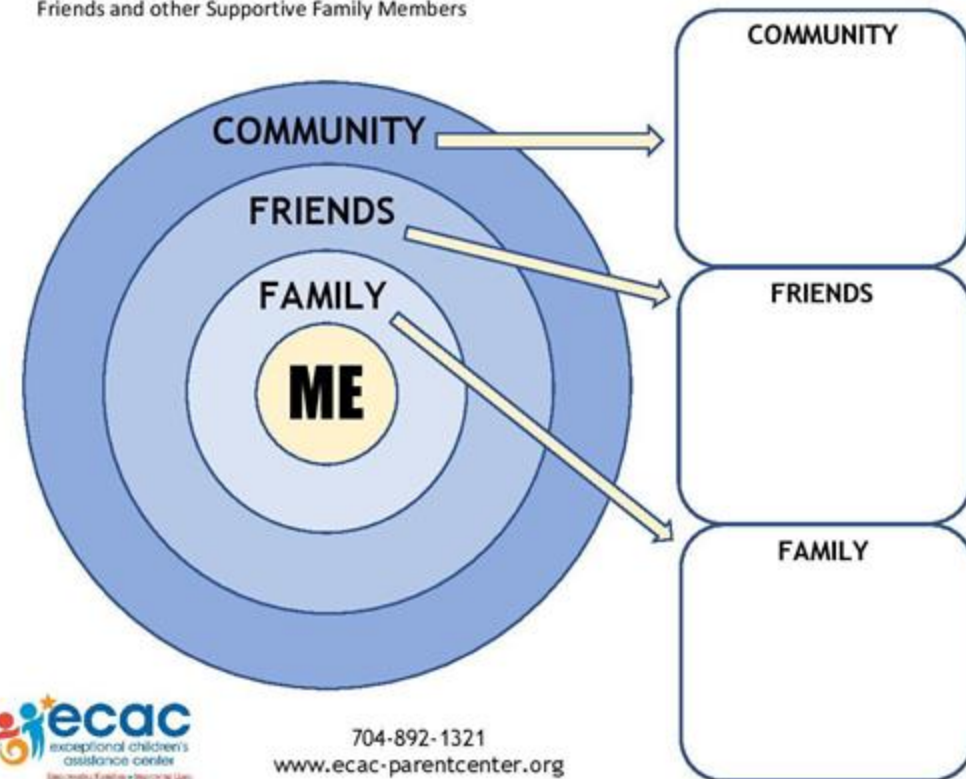 Friends and other Supportive Family Members
COMMUNITY
FRIENDS
FAMILY
ME
COMMUNITY
FRIENDS
FAMILY
ecac
exceptional children's
assistance center
704-892-1321
www.ecac-parentcenter.org